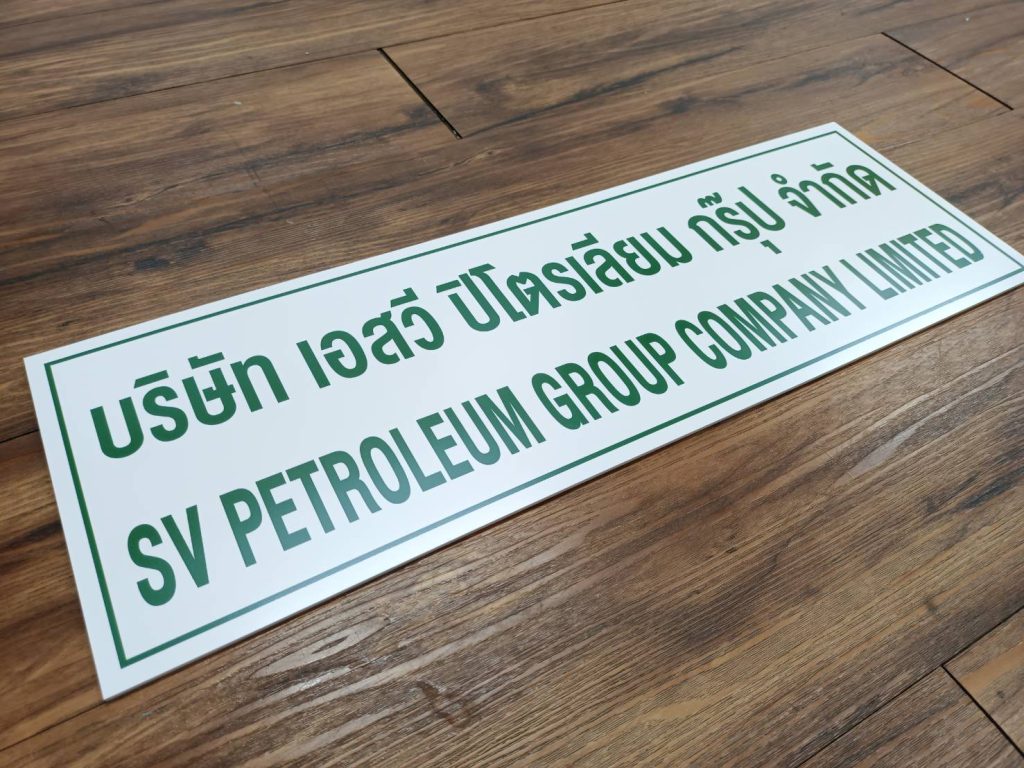 บริษัท เอสวี ปิโตรเลียม กรุ๊ป จำกัด
SV PETROLEUM GROUP COMPANY LIMITED